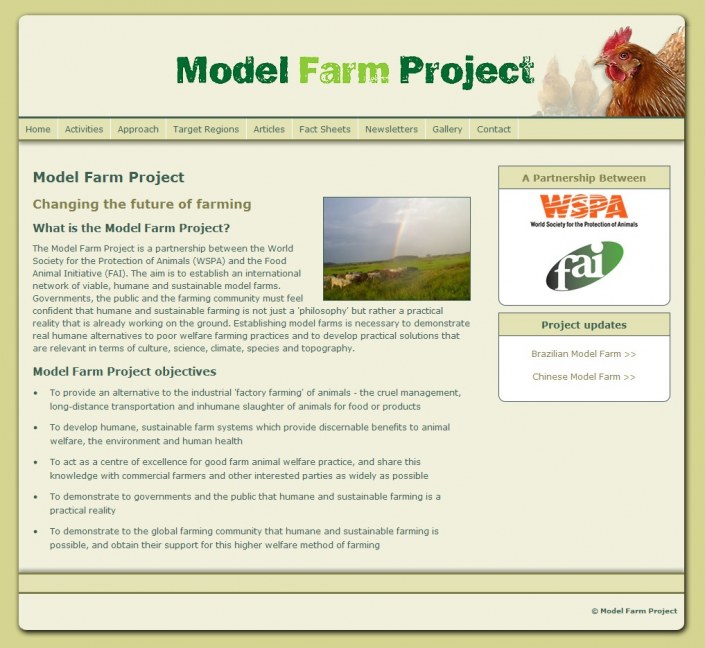 Model Farm Project
Home Activities Approach Target Regions Articles Fact Sheets Newsletters Gallery Contact
Model Farm Project
Changing the future of farming
What is the Model Farm Project?
The Model Farm Project is a partnership between the World
Society for the Protection of Animals (WSPA) and the Food
Animal Initiative (FAI). The aim is to establish an international
network of viable, humane and sustainable model farms.
Governments, the public and the farming community must feel
confident that humane and sustainable farming is not just a 'philosophy' but rather a practical
reality that is already working on the ground. Establishing model farms is necessary to demonstrate
real humane alternatives to poor welfare farming practices and to develop practical solutions that
are relevant in terms of culture, science, climate, species and topography.
Model Farm Project objectives
• To provide an alternative to the industrial 'factory farming' of animals - the cruel management,
long-distance transportation and inhumane slaughter of animals for food or products
• To develop humane, sustainable farm systems which provide discernable benefits to animal
welfare, the environment and human health
• To act as a centre of excellence for good farm animal welfare practice, and share this
knowledge with commercial farmers and other interested parties as widely as possible
• To demonstrate to governments and the public that humane and sustainable farming is a
practical reality
• To demonstrate to the global farming community that humane and sustainable farming is
possible, and obtain their support for this higher welfare method of farming
A Partnership Between
WSPA
World Society for the Protection of Animals
fai
Project updates
Brazilian Model Farm >>
Chinese Model Farm >>
© Model Farm Project